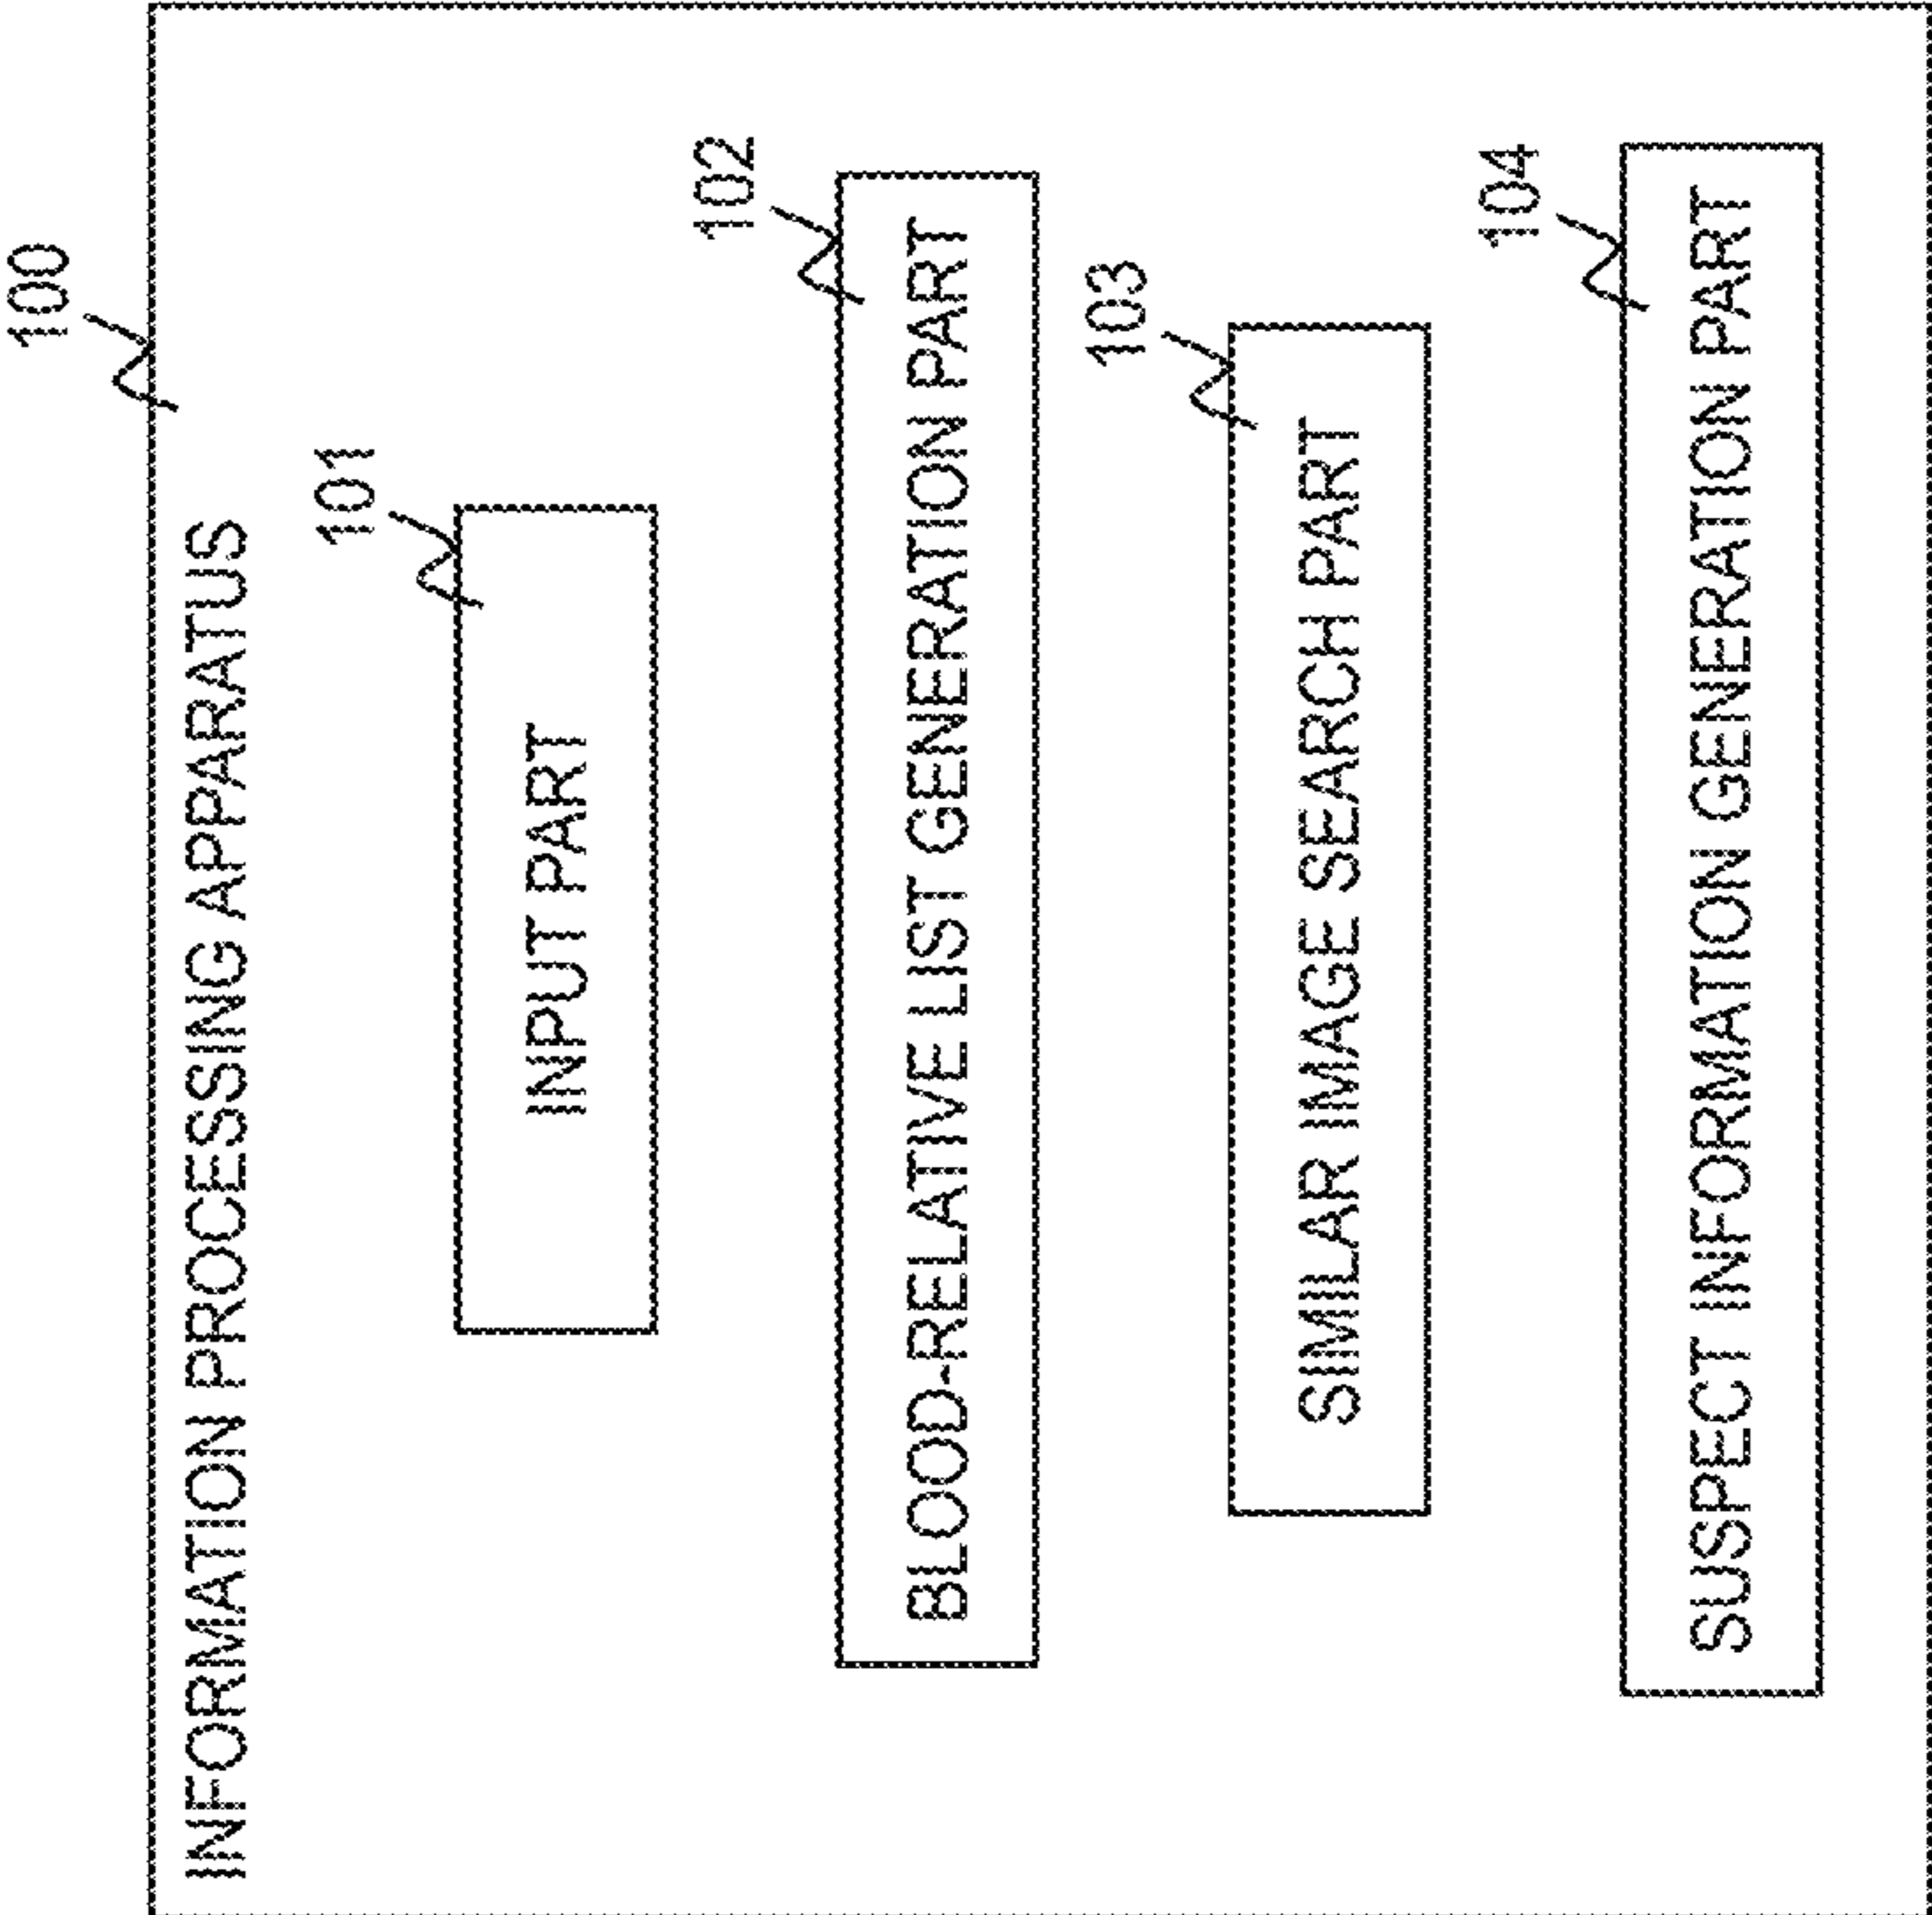 100
INFORMATION PROCESSING APPARATUS
101
INPUT PART
102
BLOOD-RELATIVE LIST GENERATION PART
103
SIMILAR IMAGE SEARCH PART
104
SUSPECT INFORMATION GENERATION PART